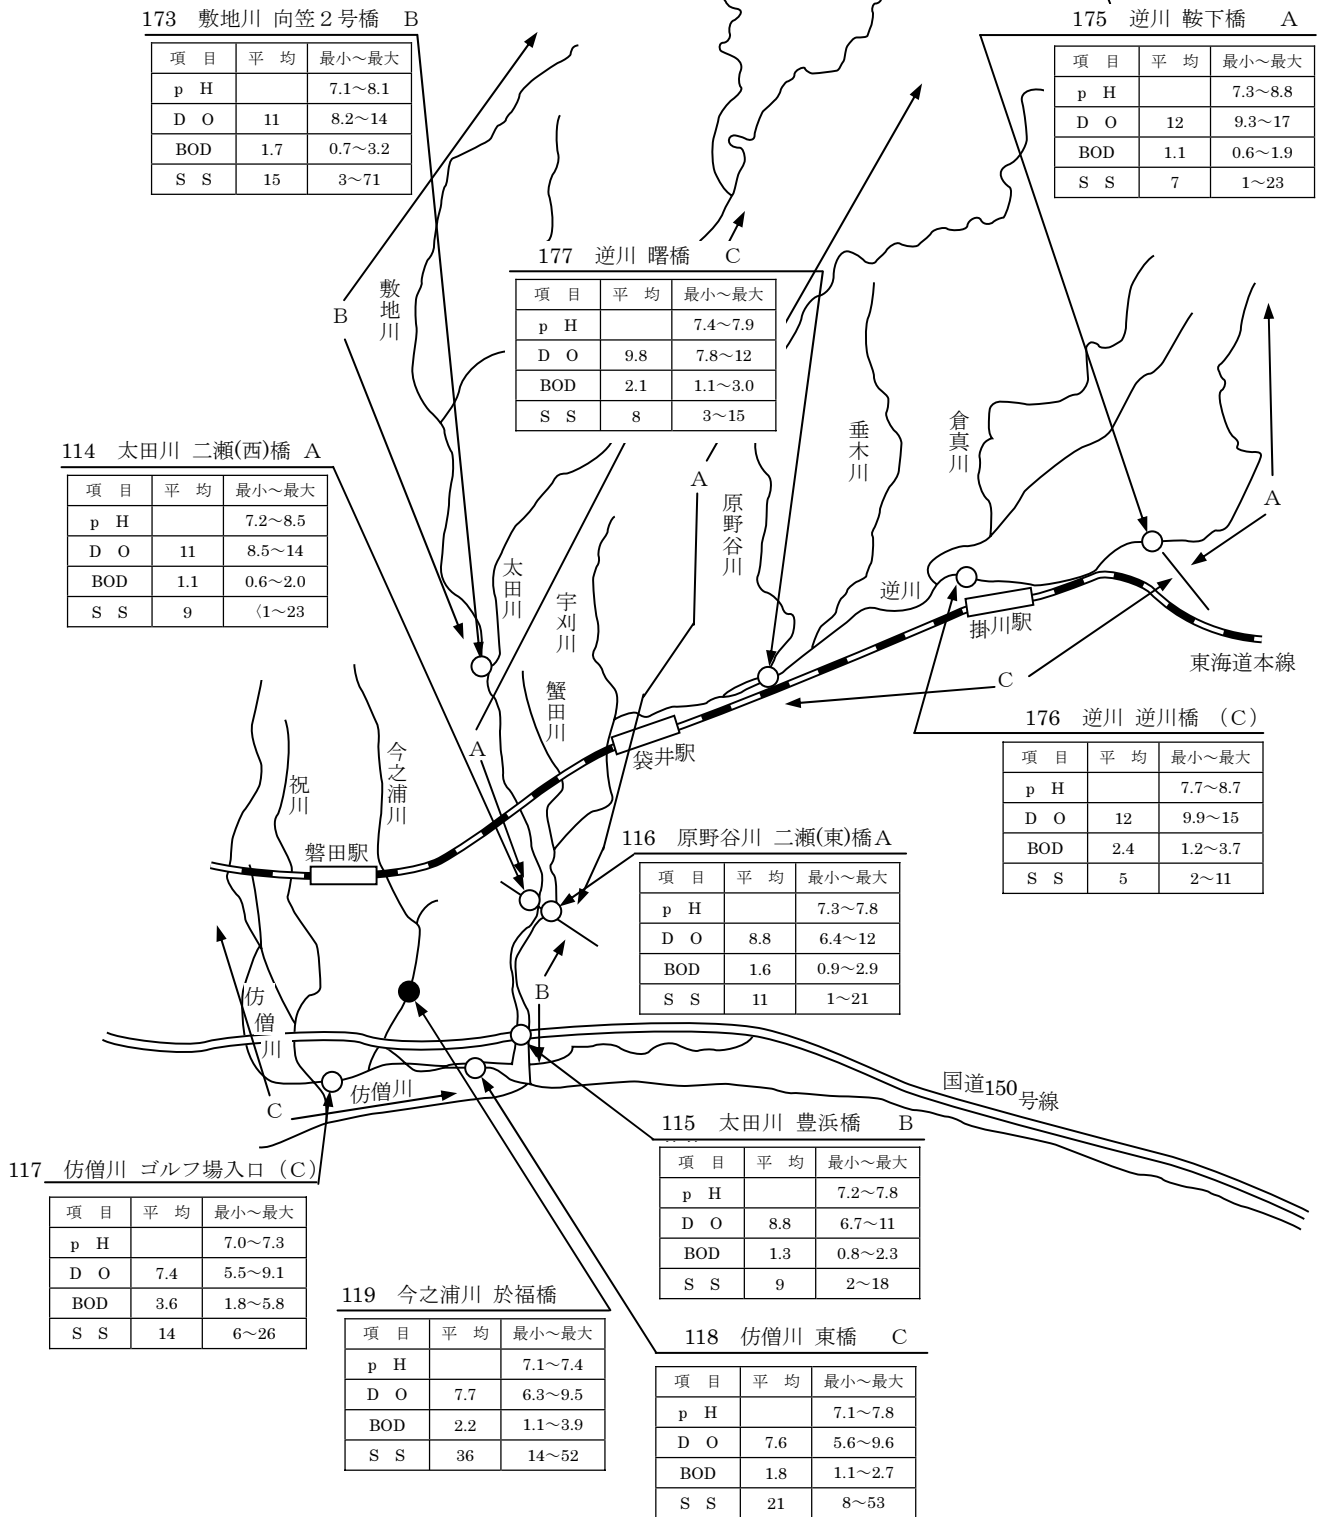 173　敷地川 向笠２号橋　B
項　目　平　均　最小～最大
p　H　7.1～8.1
D　O　11　8.2～14
BOD　1.7　0.7～3.2
S　S　15　3～71
175　逆川 鞍下橋　A
項　目　平　均　最小～最大
p　H　7.3～8.8
D　O　12　9.3～17
BOD　1.1　0.6～1.9
S　S　7　1～23
177　逆川 曙橋　C
項　目　平　均　最小～最大
p　H　7.4～7.9
D　O　9.8　7.8～12
BOD　2.1　1.1～3.0
S　S　8　3～15
B
敷地川
114　太田川 二瀬(西)橋 A
項　目　平　均　最小～最大
p　H　7.2～8.5
D　O　11　8.5～14
BOD　1.1　0.6～2.0
S　S　9　〈1～23
A
原野谷川
垂木川
倉真川
A
太田川
宇刈川
蟹田川
逆川
掛川駅
東海道本線
C
A
袋井駅
176　逆川 逆川橋　（C）
項　目　平　均　最小～最大
p　H　7.7～8.7
D　O　12　9.9～15
BOD　2.4　1.2～3.7
S　S　5　2～11
祝川
今之浦川
磐田駅
116　原野谷川 二瀬(東)橋A
項　目　平　均　最小～最大
p　H　7.3～7.8
D　O　8.8　6.4～12
BOD　1.6　0.9～2.9
S　S　11　1～21
B
仿僧川
C
仿僧川
国道150号線
115　太田川 豊浜橋　B
項　目　平　均　最小～最大
p　H　7.2～7.8
D　O　8.8　6.7～11
BOD　1.3　0.8～2.3
S　S　9　2～18
117　仿僧川 ゴルフ場入口（C）
項　目　平　均　最小～最大
p　H　7.0～7.3
D　O　7.4　5.5～9.1
BOD　3.6　1.8～5.8
S　S　14　6～26
119　今之浦川 於福橋
項　目　平　均　最小～最大
p　H　7.1～7.4
D　O　7.7　6.3～9.5
BOD　2.2　1.1～3.9
S　S　36　14～52
118　仿僧川 東橋　C
項　目　平　均　最小～最大
p　H　7.1～7.8
D　O　7.6　5.6～9.6
BOD　1.8　1.1～2.7
S　S　21　8～53